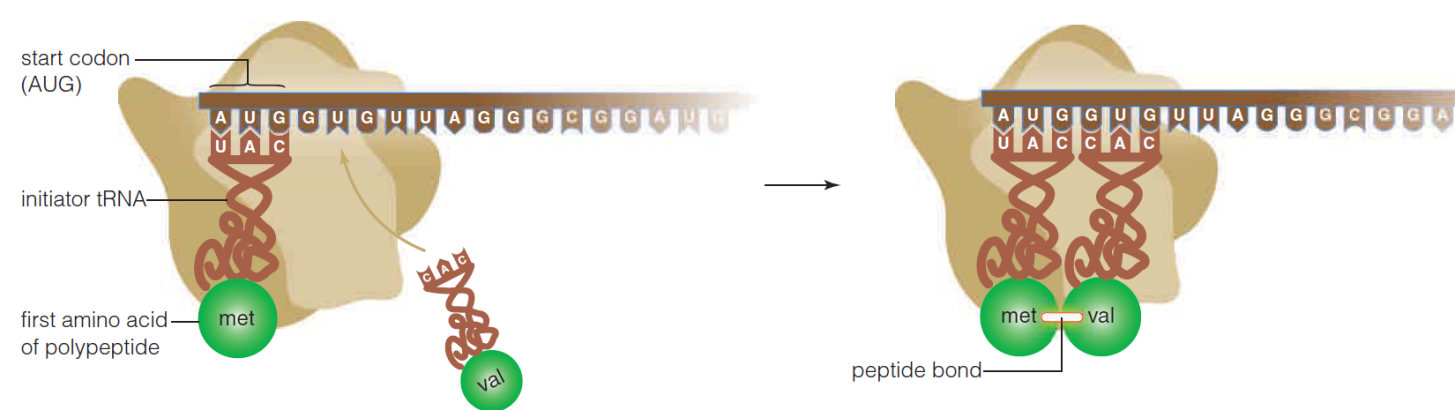 start codon
(AUG)
A U G G U G U U A G G G C G G A U G
U A C
initiator tRNA
C A C
first amino acid
of polypeptide
met
val
A U G G U G U U A G G G C G G A
U A C C A C
met
val
peptide bond